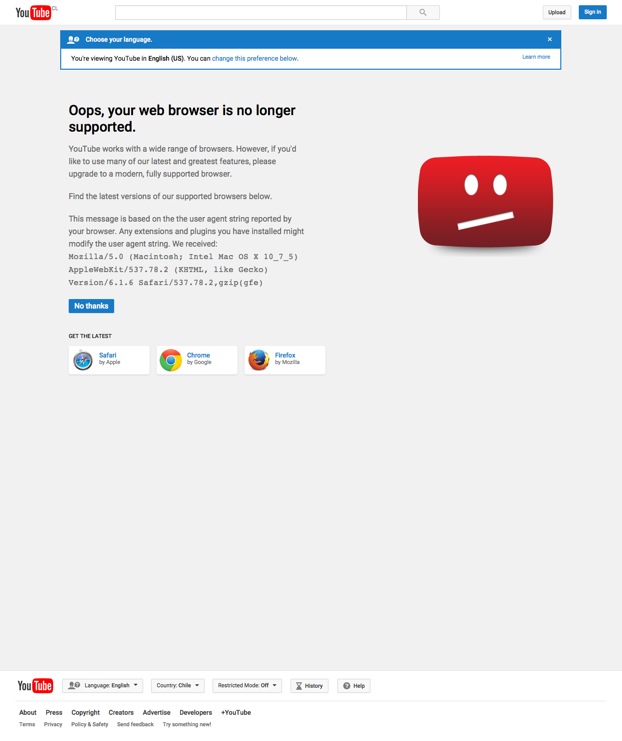 YouTube CL
Upload
Sign in
Choose your language.
×
You're viewing YouTube in English (US). You can change this preference below.
Learn more
Oops, your web browser is no longer
supported.
YouTube works with a wide range of browsers. However, if you'd
like to use many of our latest and greatest features, please
upgrade to a modern, fully supported browser.
Find the latest versions of our supported browsers below.
This message is based on the the user agent string reported by
your browser. Any extensions and plugins you have installed might
modify the user agent string. We received:
Mozilla/5.0 (Macintosh; Intel Mac OS X 10_7_5)
AppleWebKit/537.78.2 (KHTML, like Gecko)
Version/6.1.6 Safari/537.78.2,gzip(gfe)
No thanks
GET THE LATEST
Safari
by Apple
Chrome
by Google
Firefox
by Mozilla
YouTube
Language: English
Country: Chile
Restricted Mode: Off
History
Help
About Press Copyright Creators Advertise Developers +YouTube
Terms Privacy Policy & Safety Send feedback Try something new!